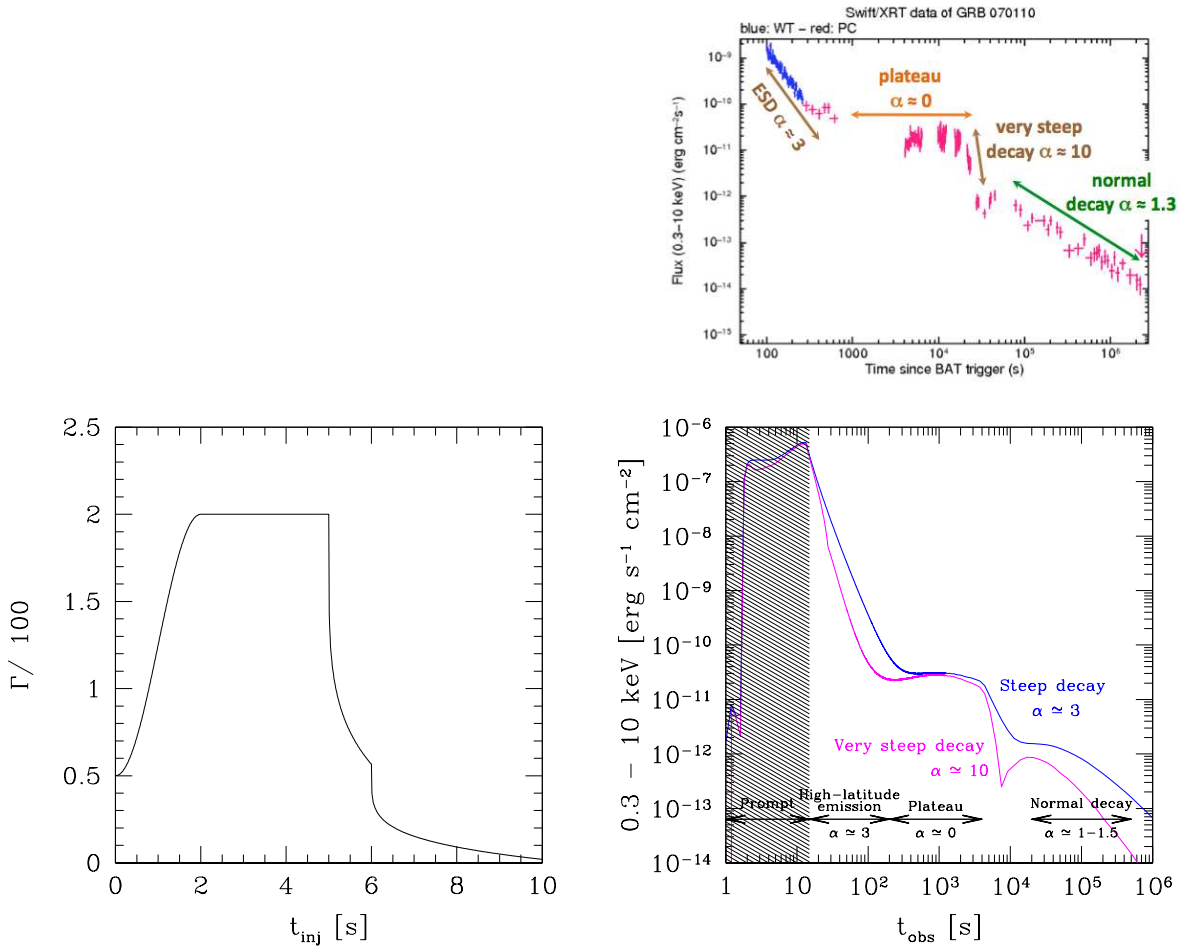 Swift/XRT data of GRB 070110
blue: WT – red: PC
Flux (0.3–10 keV) (erg cm⁻²s⁻¹)
10⁻⁹
10⁻¹⁰
10⁻¹¹
10⁻¹²
10⁻¹³
10⁻¹⁴
10⁻¹⁵
ESD α ≈ 3
plateau
α ≈ 0
very steep
decay α ≈ 10
normal
decay α ≈ 1.3
100 1000 10⁴ 10⁵ 10⁶
Time since BAT trigger (s)
Γ/ 100
2.5
2
1.5
1
0.5
0
0 2 4 6 8 10
t_inj [s]
0.3 − 10 keV [erg s⁻¹ cm⁻²]
10⁻⁶
10⁻⁷
10⁻⁸
10⁻⁹
10⁻¹⁰
10⁻¹¹
10⁻¹²
10⁻¹³
10⁻¹⁴
Steep decay
α ≃ 3
Very steep decay
α ≃ 10
Prompt
High−latitude
emission
α ≃ 3
Plateau
α ≃ 0
Normal decay
α ≃ 1−1.5
1 10 10² 10³ 10⁴ 10⁵ 10⁶
t_obs [s]